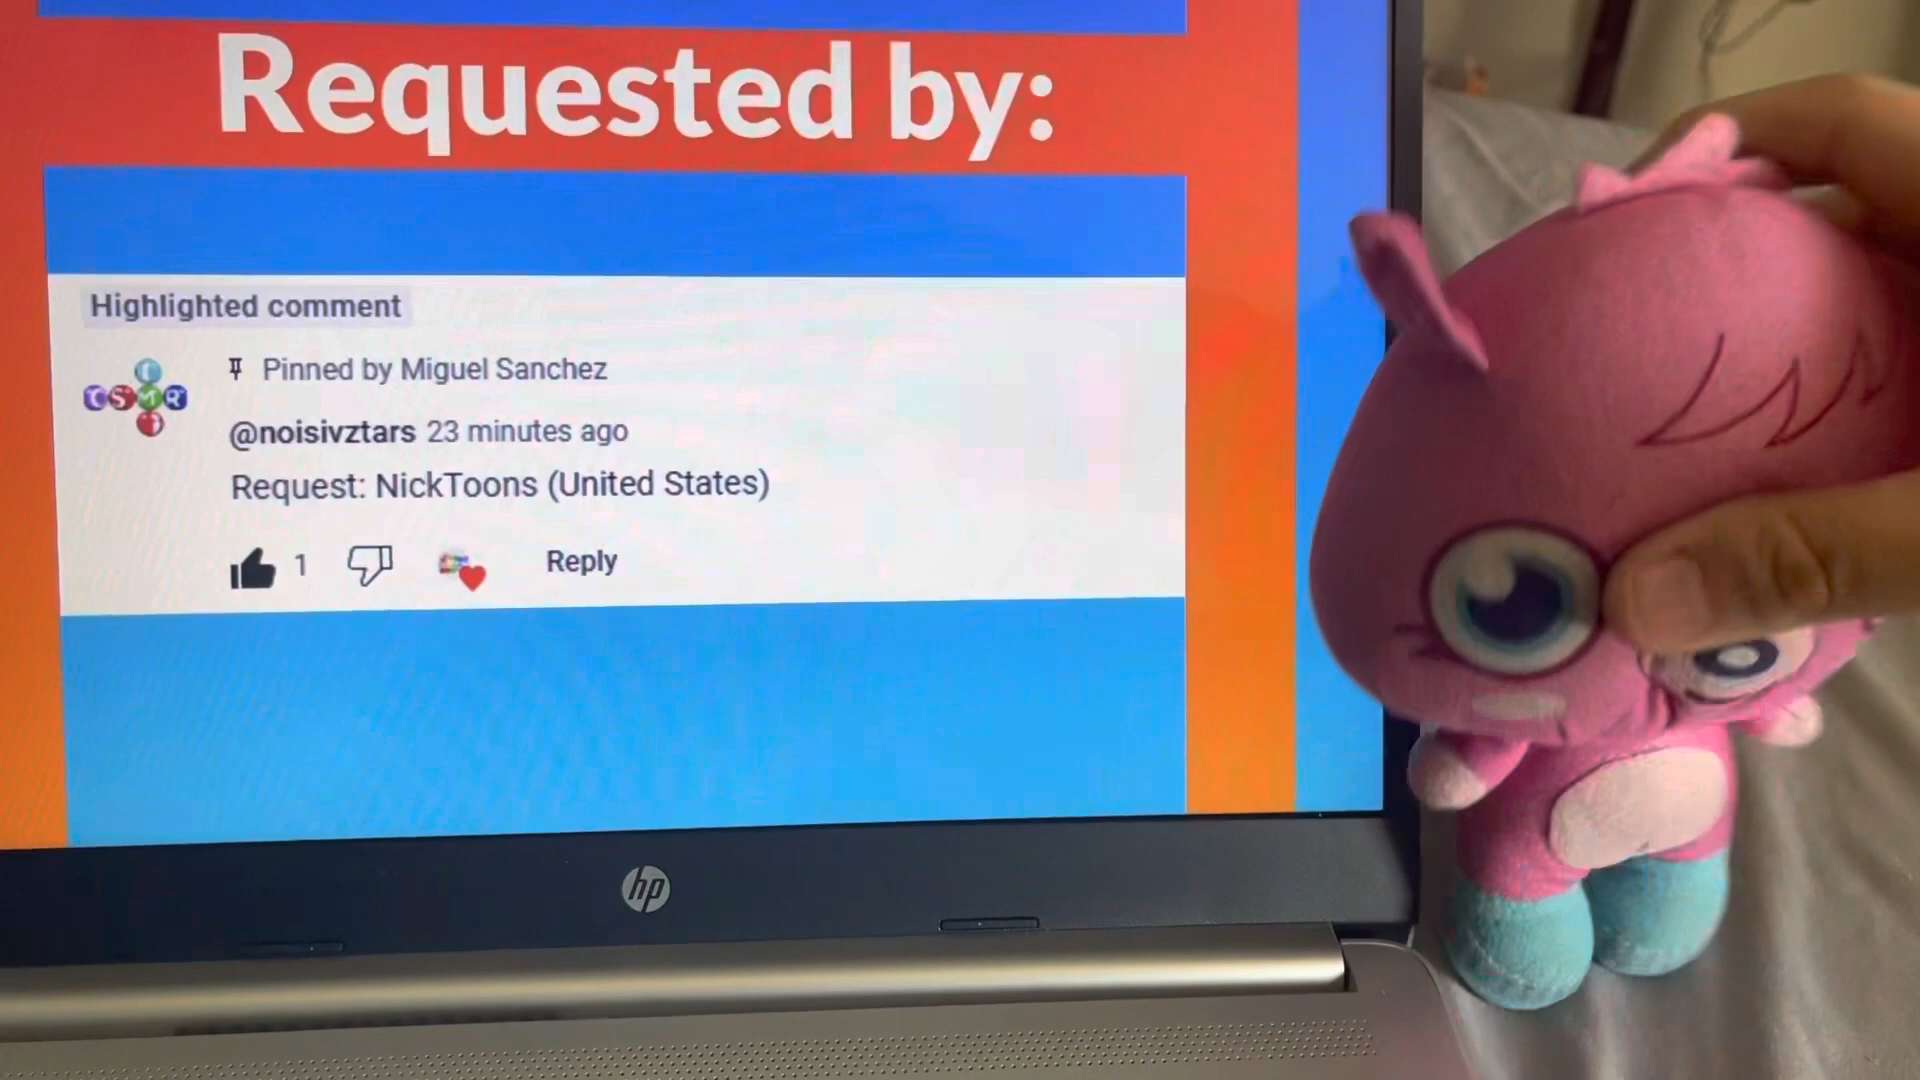 Requested by:
Highlighted comment
Pinned by Miguel Sanchez
@noisivztars 23 minutes ago
Request: NickToons (United States)
1
Reply
hp